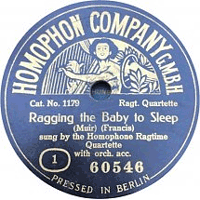 HOMOPHON COMPANY G.M.B.H.
Cat. No. 1179 Ragt. Quartette
Ragging the Baby to Sleep
(Muir) (Francis)
sung by the Homophone Ragtime
Quartette
with orch. acc.
1 60546
PRESSED IN BERLIN